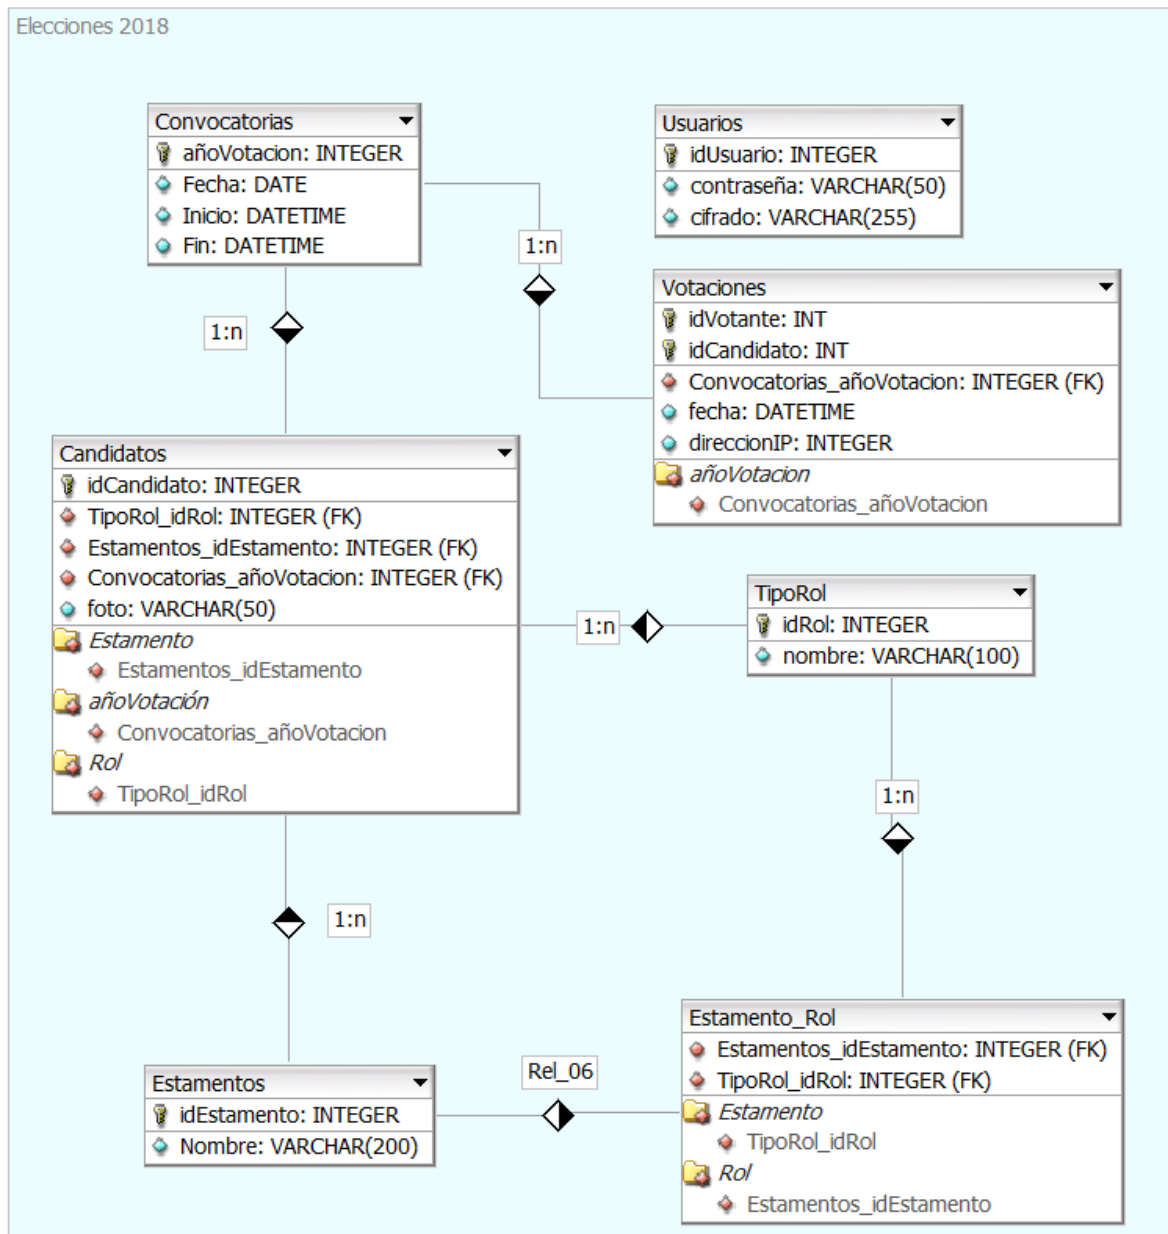 Elecciones 2018
Convocatorias
añoVotacion: INTEGER
Fecha: DATE
Inicio: DATETIME
Fin: DATETIME
Usuarios
idUsuario: INTEGER
contraseña: VARCHAR(50)
cifrado: VARCHAR(255)
1:n
Votaciones
idVotante: INT
idCandidato: INT
Convocatorias_añoVotacion: INTEGER (FK)
fecha: DATETIME
direccionIP: INTEGER
añoVotacion
Convocatorias_añoVotacion
1:n
Candidatos
idCandidato: INTEGER
TipoRol_idRol: INTEGER (FK)
Estamentos_idEstamento: INTEGER (FK)
Convocatorias_añoVotacion: INTEGER (FK)
foto: VARCHAR(50)
Estamento
Estamentos_idEstamento
añoVotación
Convocatorias_añoVotacion
Rol
TipoRol_idRol
1:n
TipoRol
idRol: INTEGER
nombre: VARCHAR(100)
1:n
1:n
Estamentos
idEstamento: INTEGER
Nombre: VARCHAR(200)
Rel_06
Estamento_Rol
Estamentos_idEstamento: INTEGER (FK)
TipoRol_idRol: INTEGER (FK)
Estamento
TipoRol_idRol
Rol
Estamentos_idEstamento